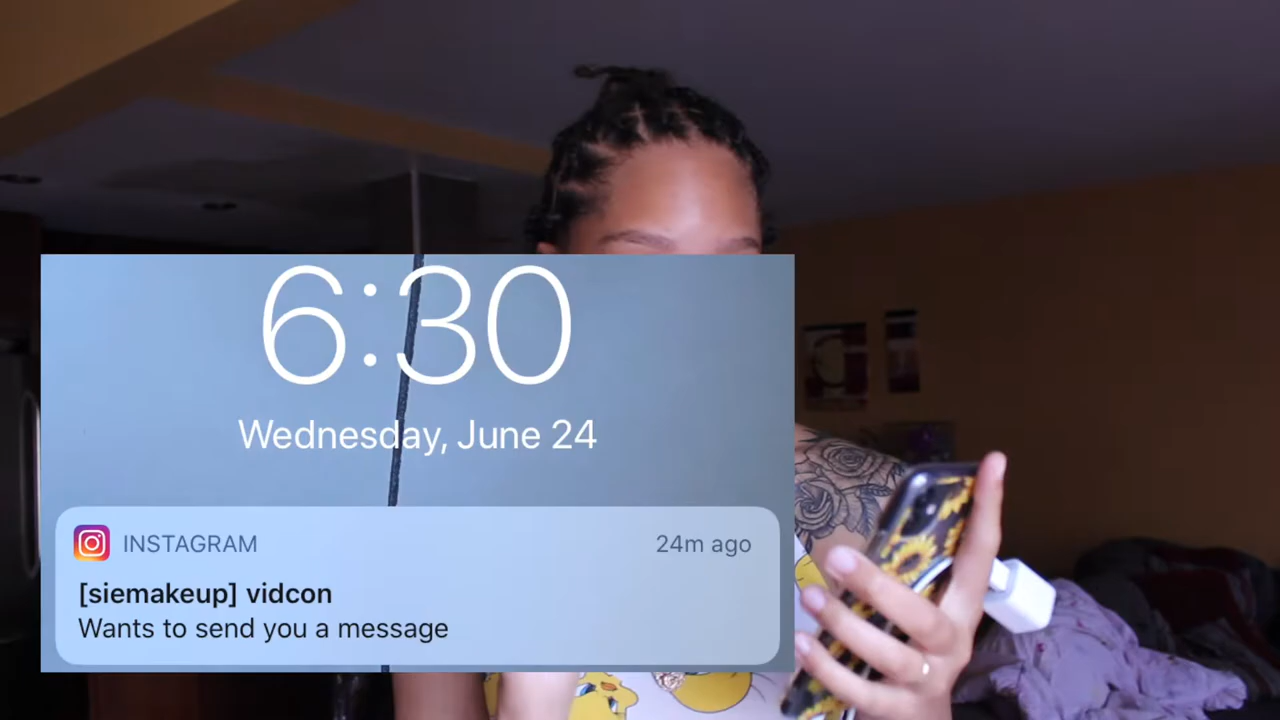 6:30
Wednesday, June 24
INSTAGRAM 24m ago
[siemakeup] vidcon
Wants to send you a message